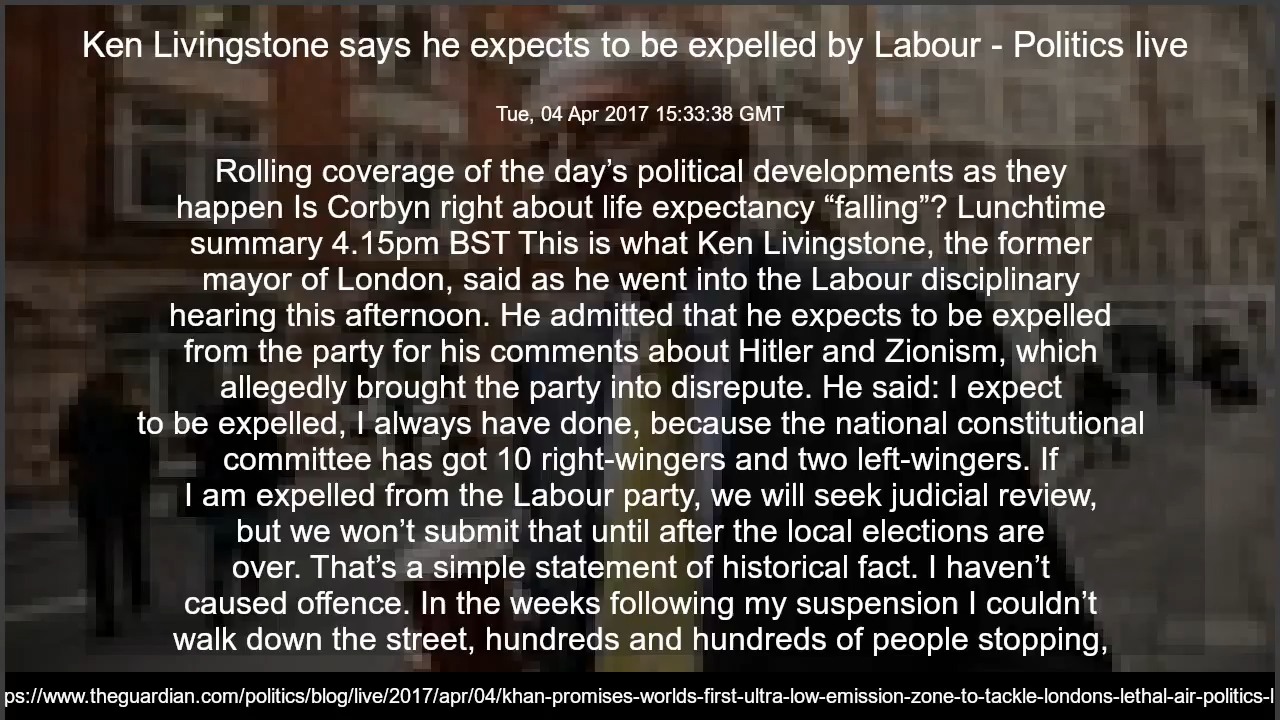 Ken Livingstone says he expects to be expelled by Labour - Politics live
Tue, 04 Apr 2017 15:33:38 GMT
Rolling coverage of the day’s political developments as they
happen Is Corbyn right about life expectancy “falling”? Lunchtime
summary 4.15pm BST This is what Ken Livingstone, the former
mayor of London, said as he went into the Labour disciplinary
hearing this afternoon. He admitted that he expects to be expelled
from the party for his comments about Hitler and Zionism, which
allegedly brought the party into disrepute. He said: I expect
to be expelled, I always have done, because the national constitutional
committee has got 10 right-wingers and two left-wingers. If
I am expelled from the Labour party, we will seek judicial review,
but we won’t submit that until after the local elections are
over. That’s a simple statement of historical fact. I haven’t
caused offence. In the weeks following my suspension I couldn’t
walk down the street, hundreds and hundreds of people stopping,
ps://www.theguardian.com/politics/blog/live/2017/apr/04/khan-promises-worlds-first-ultra-low-emission-zone-to-tackle-londons-lethal-air-politics-l